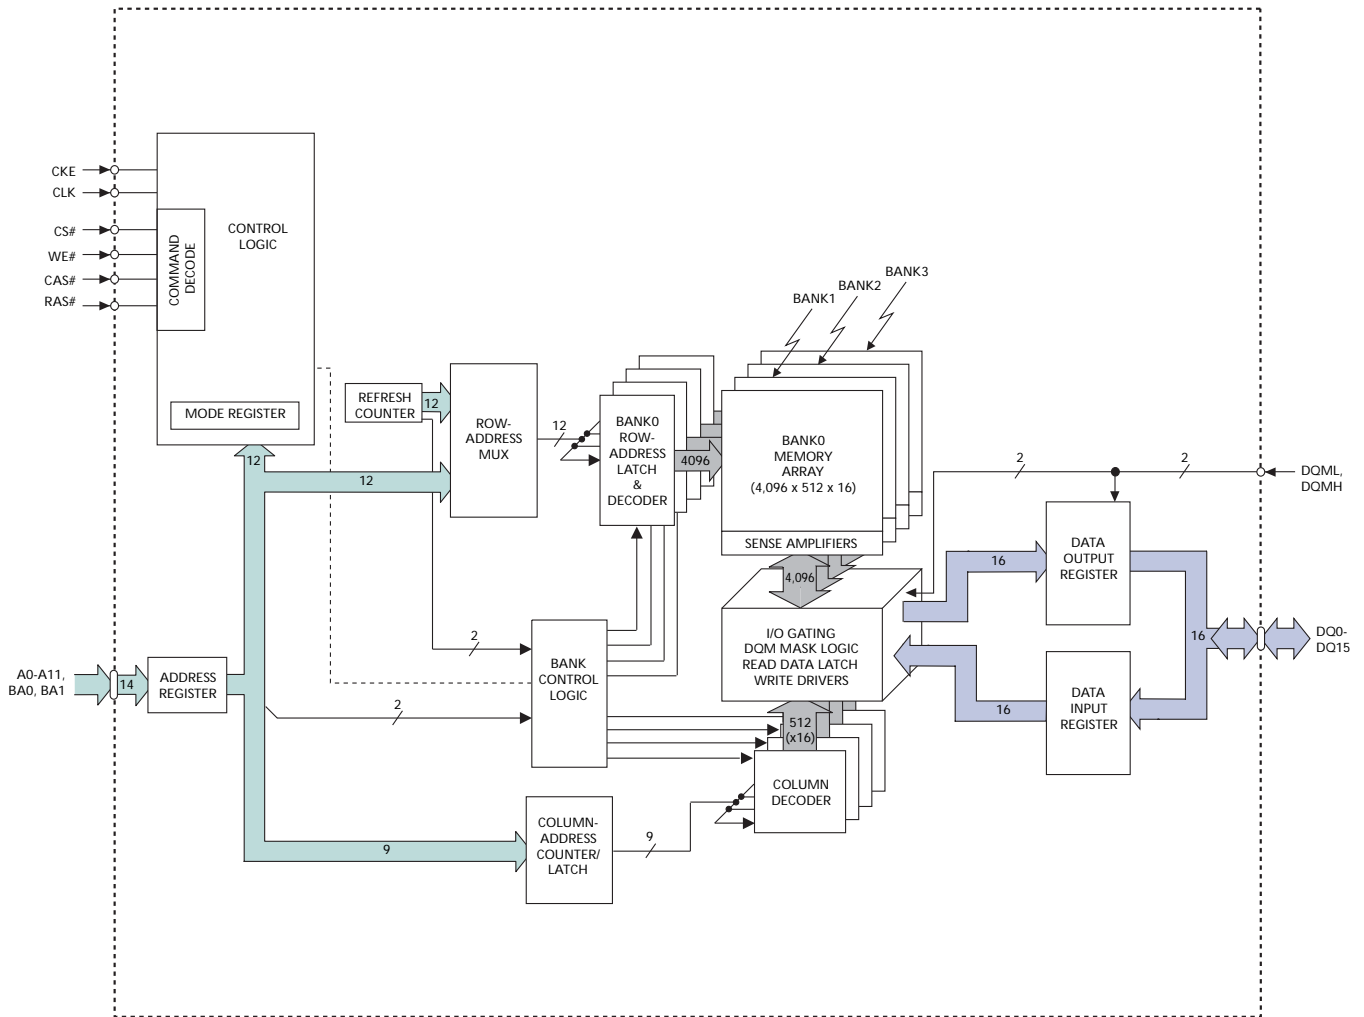 CKE
CLK
CS#
WE#
CAS#
RAS#
COMMAND
DECODE
CONTROL
LOGIC
MODE REGISTER
12
12
REFRESH
COUNTER
12
ROW-
ADDRESS
MUX
12
BANK0
ROW-
ADDRESS
LATCH
&
DECODER
4096
BANK1
BANK2
BANK3
BANK0
MEMORY
ARRAY
(4,096 x 512 x 16)
SENSE AMPLIFIERS
4,096
I/O GATING
DQM MASK LOGIC
READ DATA LATCH
WRITE DRIVERS
512
(x16)
COLUMN
DECODER
2
2
DQML,
DQMH
DATA
OUTPUT
REGISTER
16
16
DQ0-
DQ15
DATA
INPUT
REGISTER
16
A0-A11,
BA0, BA1
14
ADDRESS
REGISTER
2
2
BANK
CONTROL
LOGIC
9
COLUMN-
ADDRESS
COUNTER/
LATCH
9